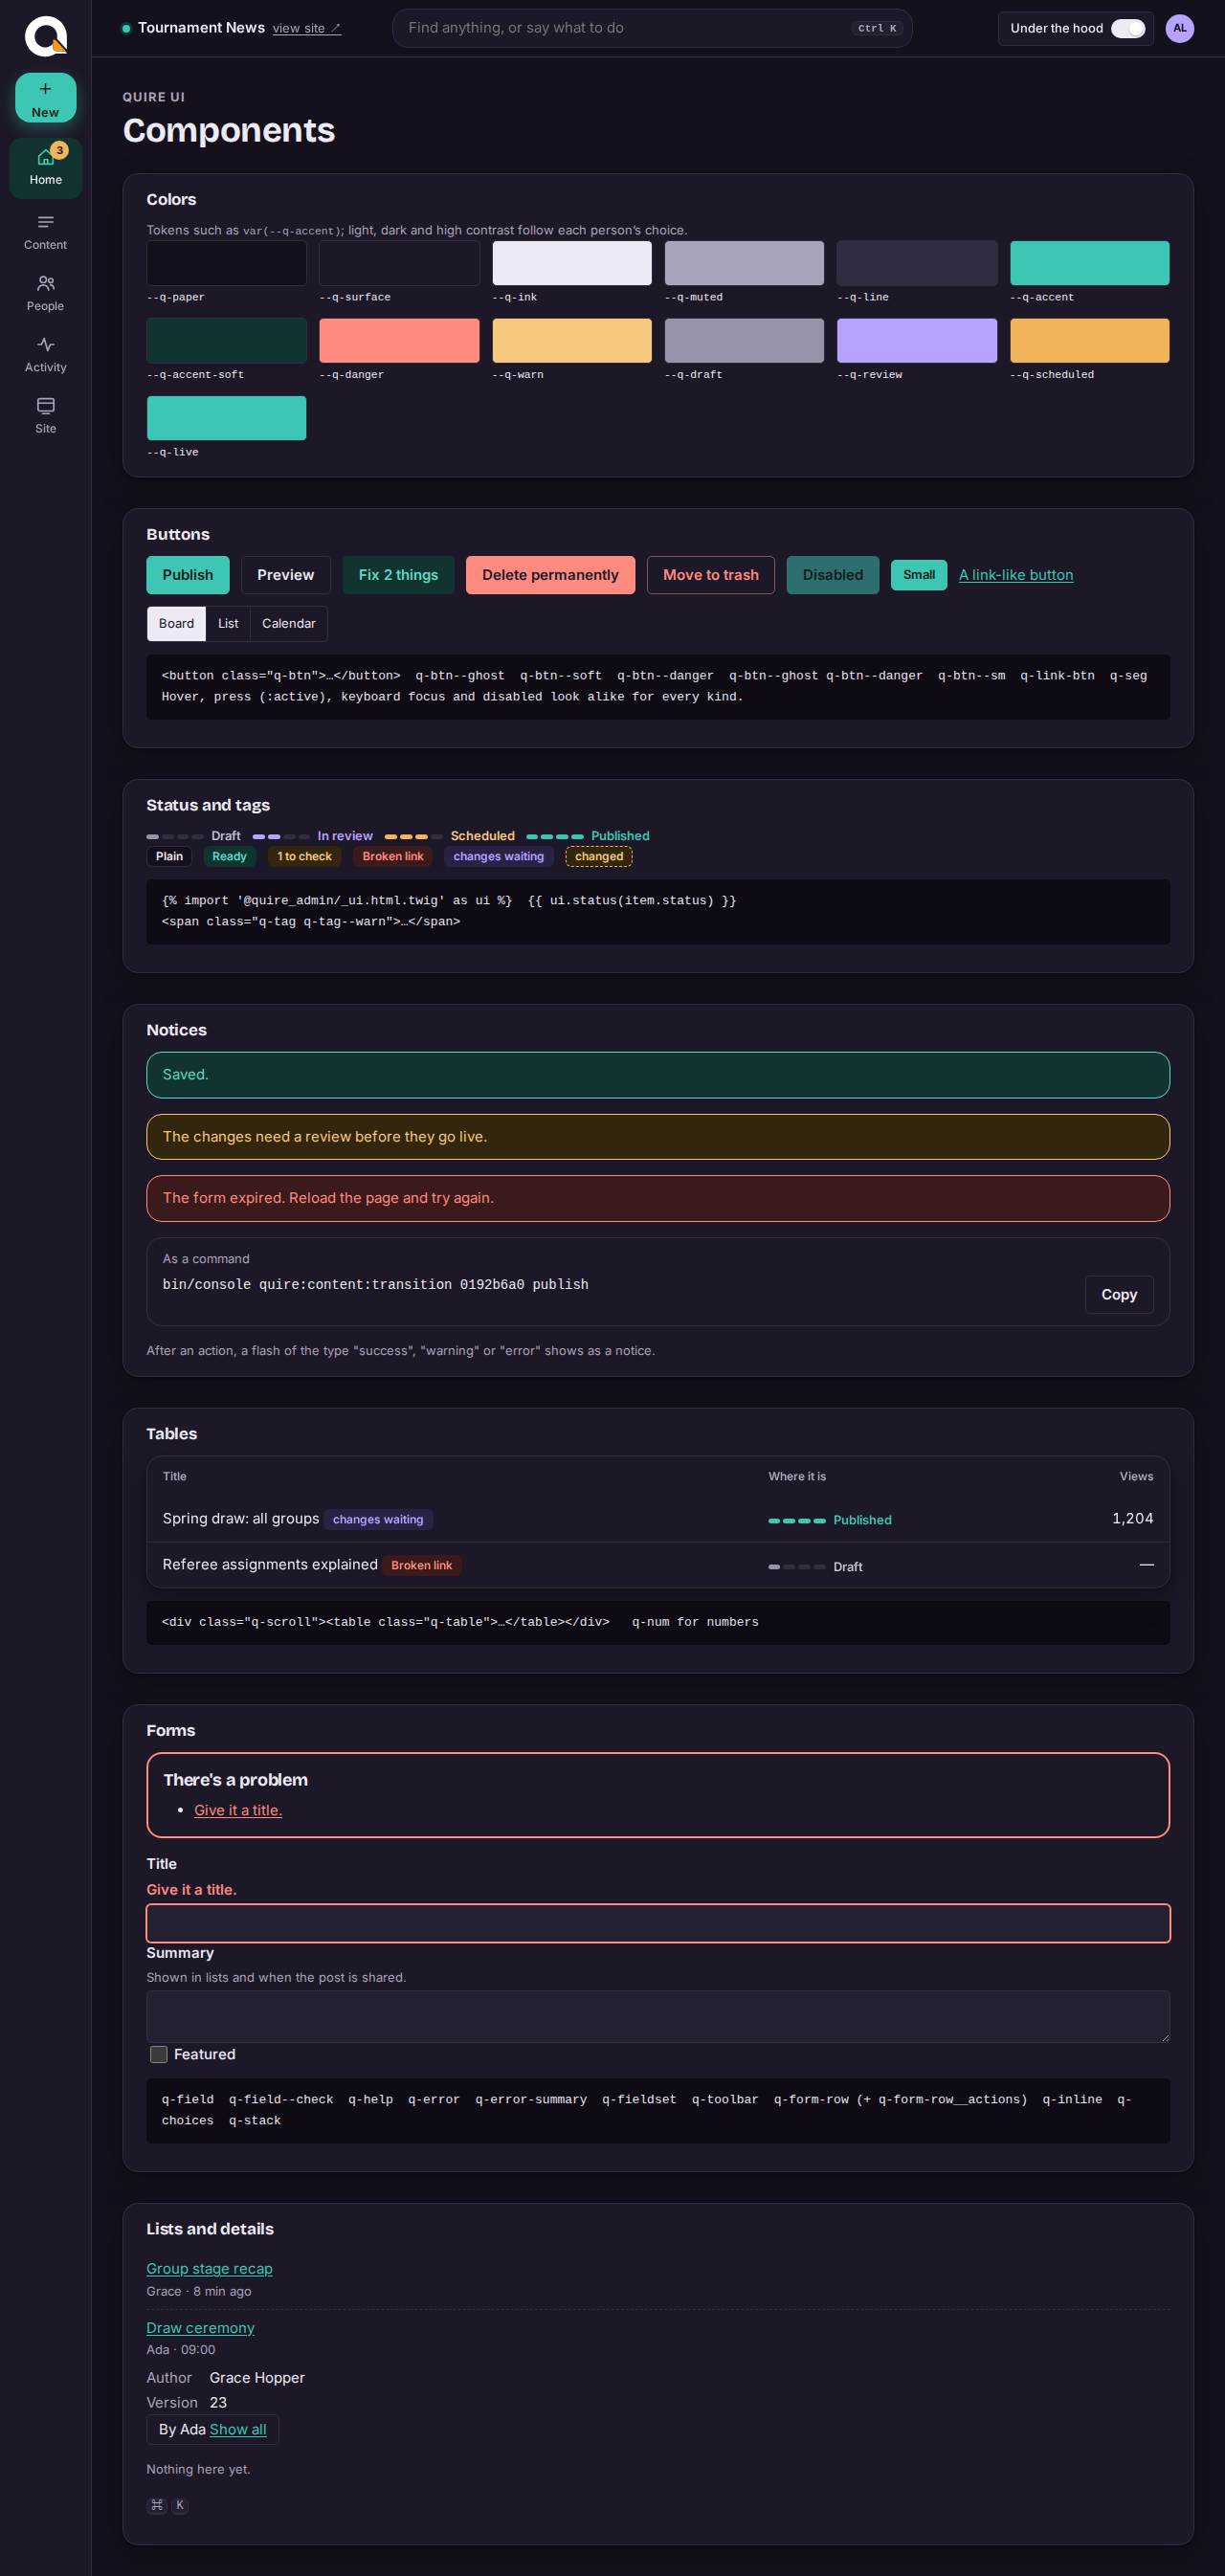 Tournament News view site ↗
Find anything, or say what to do
Ctrl K
Under the hood
AL
+
New
3
Home
Content
People
Activity
Site
QUIRE UI
Components
Colors
Tokens such as var(--q-accent); light, dark and high contrast follow each person's choice.
--q-paper --q-surface --q-ink --q-muted --q-line --q-accent
--q-accent-soft --q-danger --q-warn --q-draft --q-review --q-scheduled
--q-live
Buttons
Publish Preview Fix 2 things Delete permanently Move to trash Disabled Small A link-like button
Board List Calendar
<button class="q-btn">…</button>  q-btn--ghost  q-btn--soft  q-btn--danger  q-btn--ghost q-btn--danger  q-btn--sm  q-link-btn  q-seg
Hover, press (:active), keyboard focus and disabled look alike for every kind.
Status and tags
Draft In review Scheduled Published
Plain Ready 1 to check Broken link changes waiting changed
{% import '@quire_admin/_ui.html.twig' as ui %}  {{ ui.status(item.status) }}
<span class="q-tag q-tag--warn">…</span>
Notices
Saved.
The changes need a review before they go live.
The form expired. Reload the page and try again.
As a command
bin/console quire:content:transition 0192b6a0 publish
Copy
After an action, a flash of the type "success", "warning" or "error" shows as a notice.
Tables
Title Where it is Views
Spring draw: all groups changes waiting Published 1,204
Referee assignments explained Broken link Draft —
<div class="q-scroll"><table class="q-table">…</table></div>   q-num for numbers
Forms
There's a problem
• Give it a title.
Title
Give it a title.
Summary
Shown in lists and when the post is shared.
Featured
q-field  q-field--check  q-help  q-error  q-error-summary  q-fieldset  q-toolbar  q-form-row (+ q-form-row__actions)  q-inline  q-
choices  q-stack
Lists and details
Group stage recap
Grace · 8 min ago
Draw ceremony
Ada · 09:00
Author Grace Hopper
Version 23
By Ada Show all
Nothing here yet.
⌘ K